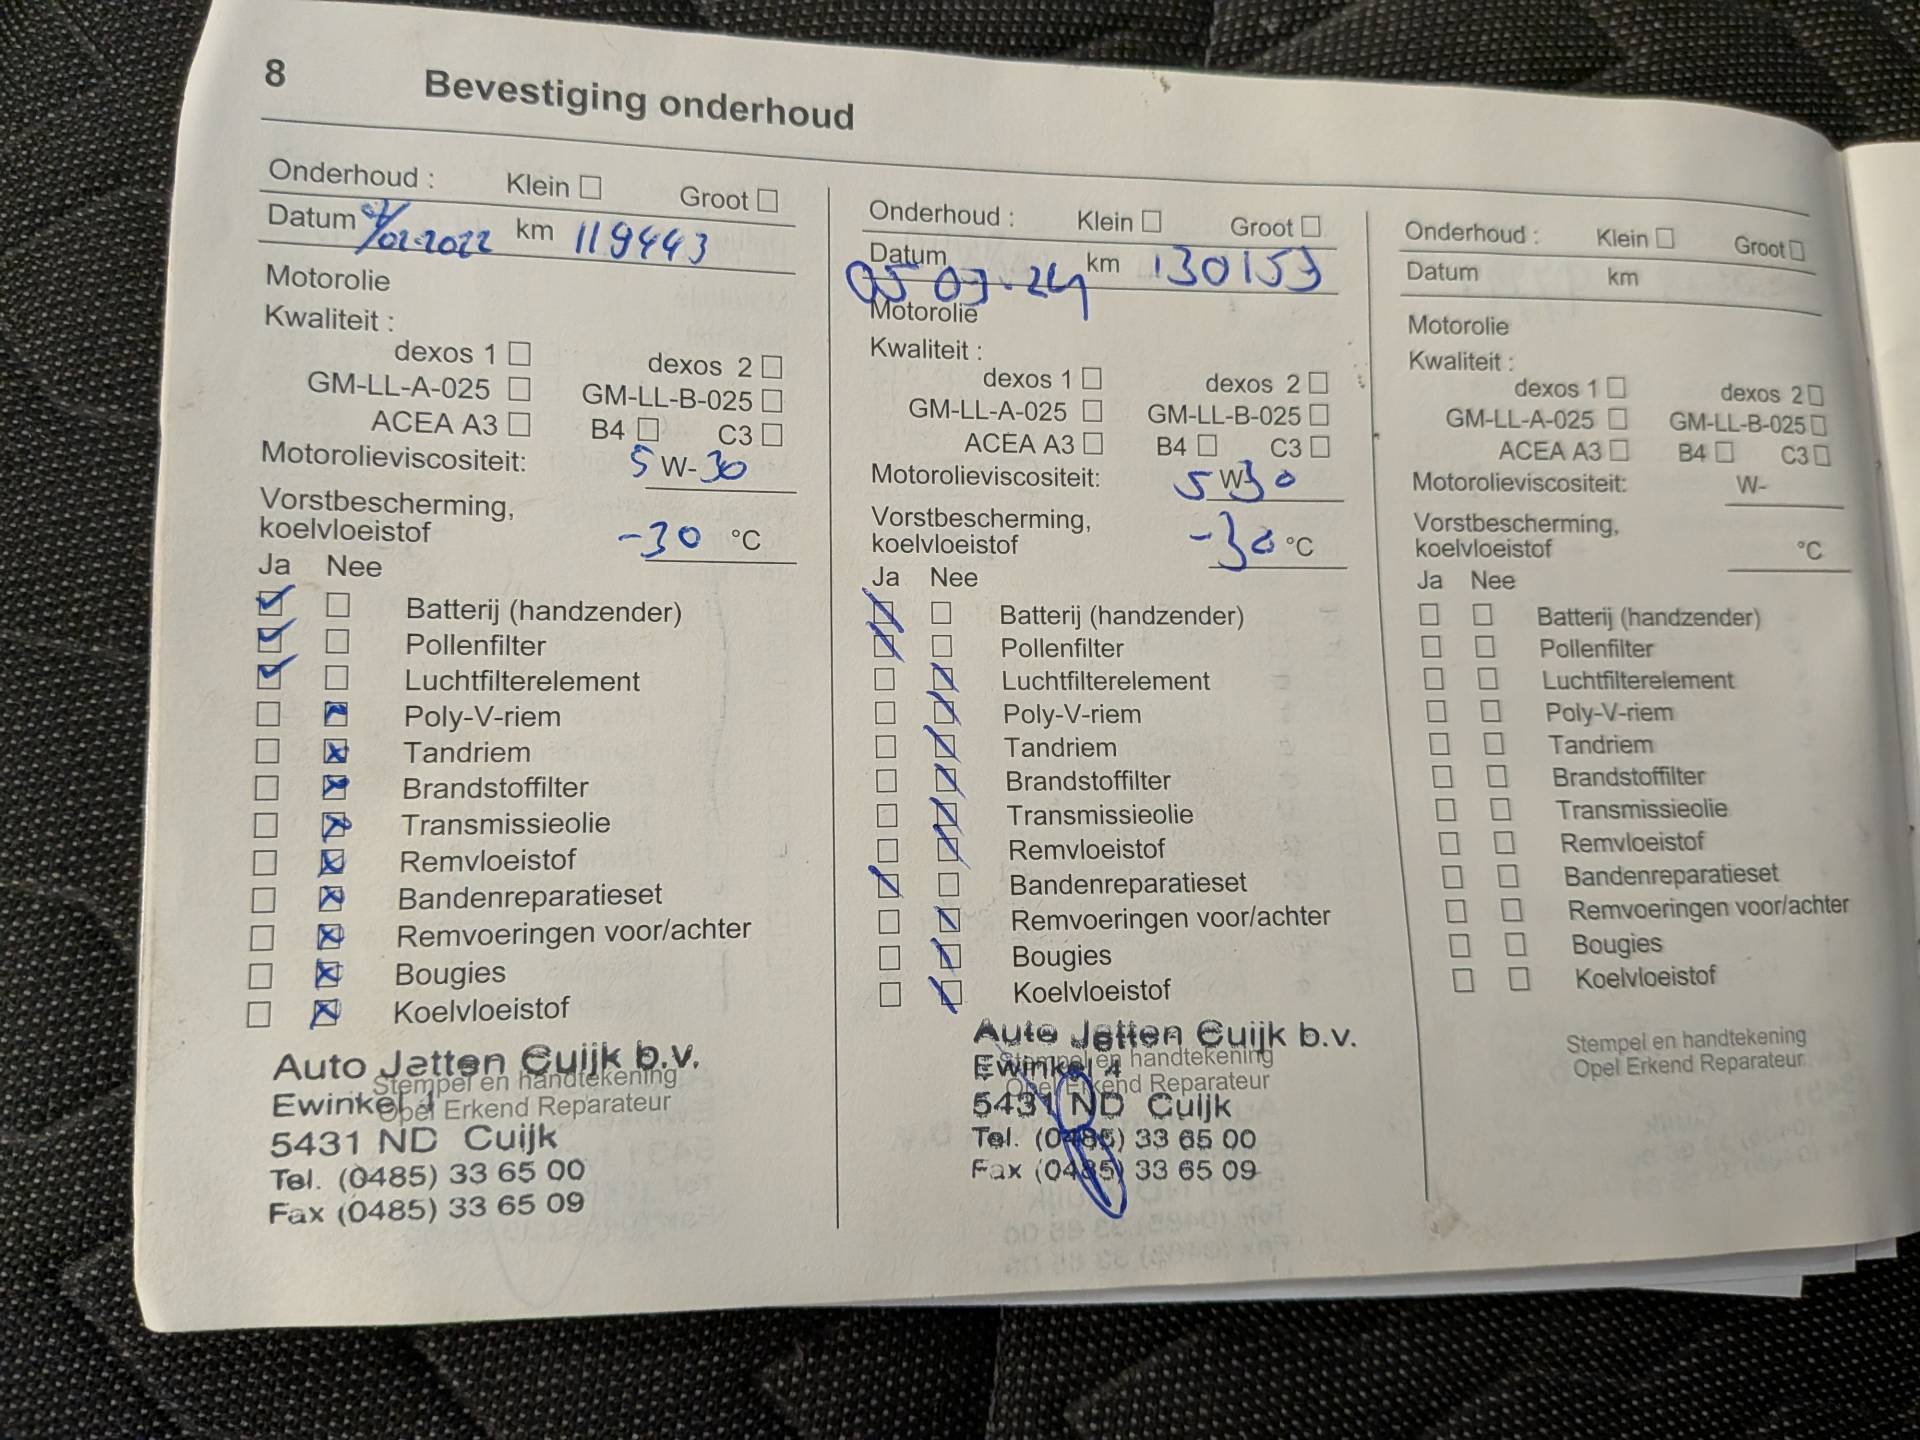 8 Bevestiging onderhoud
Onderhoud : Klein Groot
Datum /02-2022 km 119443
Motorolie
Kwaliteit :
dexos 1 dexos 2
GM-LL-A-025 GM-LL-B-025
ACEA A3 B4 C3
Motorolieviscositeit: 5 W-30
Vorstbescherming,
koelvloeistof -30 °C
Ja Nee
Batterij (handzender)
Pollenfilter
Luchtfilterelement
Poly-V-riem
Tandriem
Brandstoffilter
Transmissieolie
Remvloeistof
Bandenreparatieset
Remvoeringen voor/achter
Bougies
Koelvloeistof
Stempel en handtekening
Opel Erkend Reparateur
Auto Jetten Cuijk b.v.
Ewinkel 4
5431 ND Cuijk
Tel. (0485) 33 65 00
Fax (0485) 33 65 09
Onderhoud : Klein Groot
Datum km 130153
05 03-24
Motorolie
Kwaliteit :
dexos 1 dexos 2
GM-LL-A-025 GM-LL-B-025
ACEA A3 B4 C3
Motorolieviscositeit: 5 W-30
Vorstbescherming,
koelvloeistof -30 °C
Ja Nee
Batterij (handzender)
Pollenfilter
Luchtfilterelement
Poly-V-riem
Tandriem
Brandstoffilter
Transmissieolie
Remvloeistof
Bandenreparatieset
Remvoeringen voor/achter
Bougies
Koelvloeistof
Stempel en handtekening
Opel Erkend Reparateur
Auto Jetten Cuijk b.v.
Ewinkel 4
5431 ND Cuijk
Tel. (0485) 33 65 00
Fax (0485) 33 65 09
Onderhoud : Klein Groot
Datum km
Motorolie
Kwaliteit :
dexos 1 dexos 2
GM-LL-A-025 GM-LL-B-025
ACEA A3 B4 C3
Motorolieviscositeit: W-
Vorstbescherming,
koelvloeistof °C
Ja Nee
Batterij (handzender)
Pollenfilter
Luchtfilterelement
Poly-V-riem
Tandriem
Brandstoffilter
Transmissieolie
Remvloeistof
Bandenreparatieset
Remvoeringen voor/achter
Bougies
Koelvloeistof
Stempel en handtekening
Opel Erkend Reparateur